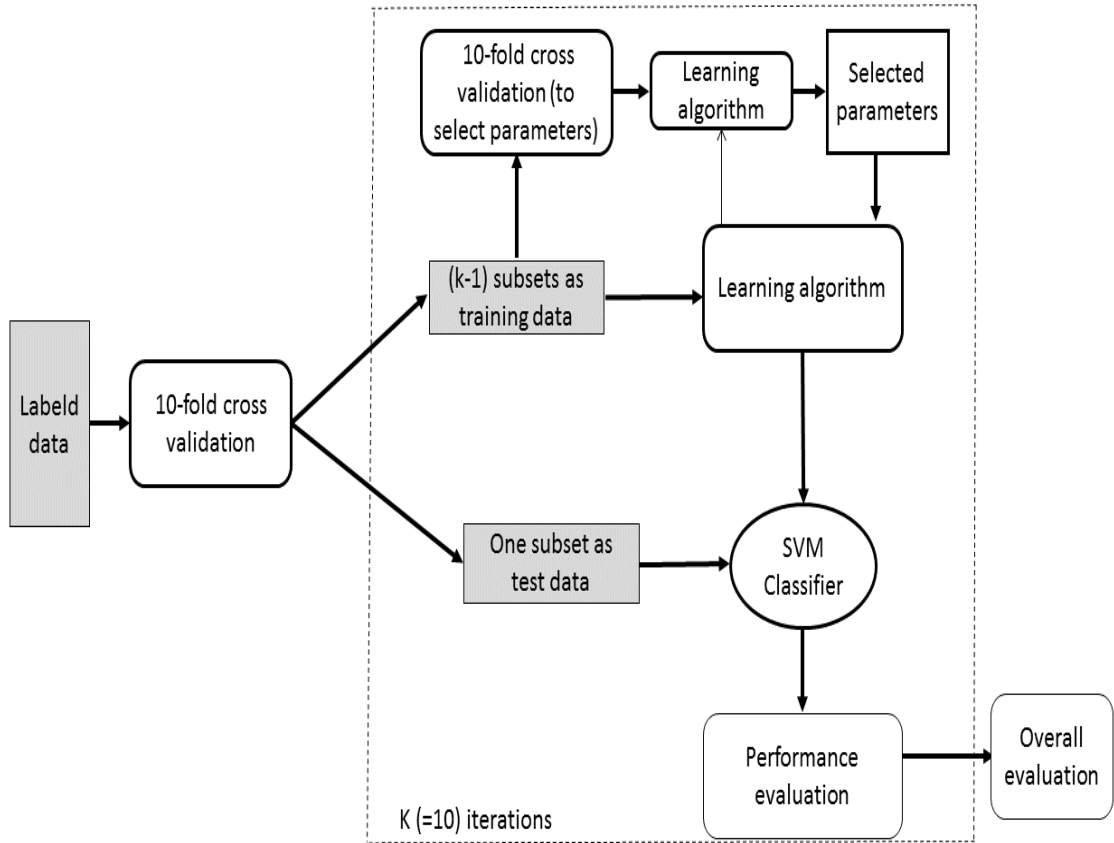 10-fold cross
validation (to
select parameters)
Learning
algorithm
Selected
parameters
(k-1) subsets as
training data
Learning algorithm
Labeld
data
10-fold cross
validation
One subset as
test data
SVM
Classifier
Performance
evaluation
Overall
evaluation
K (=10) iterations